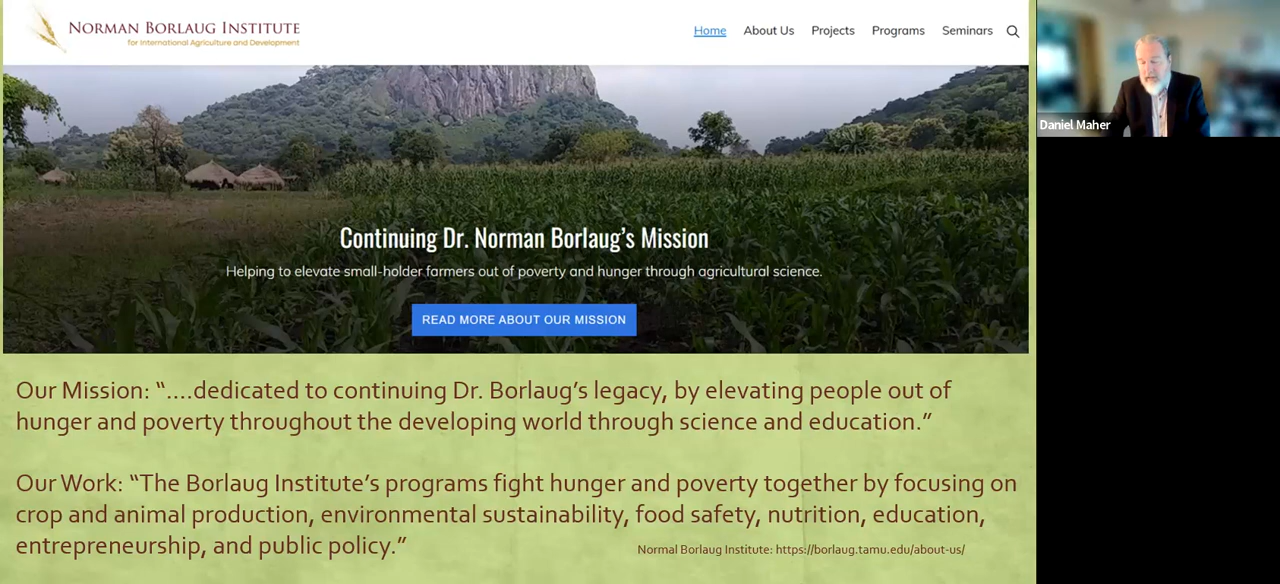 NORMAN BORLAUG INSTITUTE
for International Agriculture and Development
Home About Us Projects Programs Seminars
Continuing Dr. Norman Borlaug's Mission
Helping to elevate small-holder farmers out of poverty and hunger through agricultural science.
READ MORE ABOUT OUR MISSION
Our Mission: “....dedicated to continuing Dr. Borlaug’s legacy, by elevating people out of
hunger and poverty throughout the developing world through science and education.”
Our Work: “The Borlaug Institute’s programs fight hunger and poverty together by focusing on
crop and animal production, environmental sustainability, food safety, nutrition, education,
entrepreneurship, and public policy.”
Normal Borlaug Institute: https://borlaug.tamu.edu/about-us/
Daniel Maher